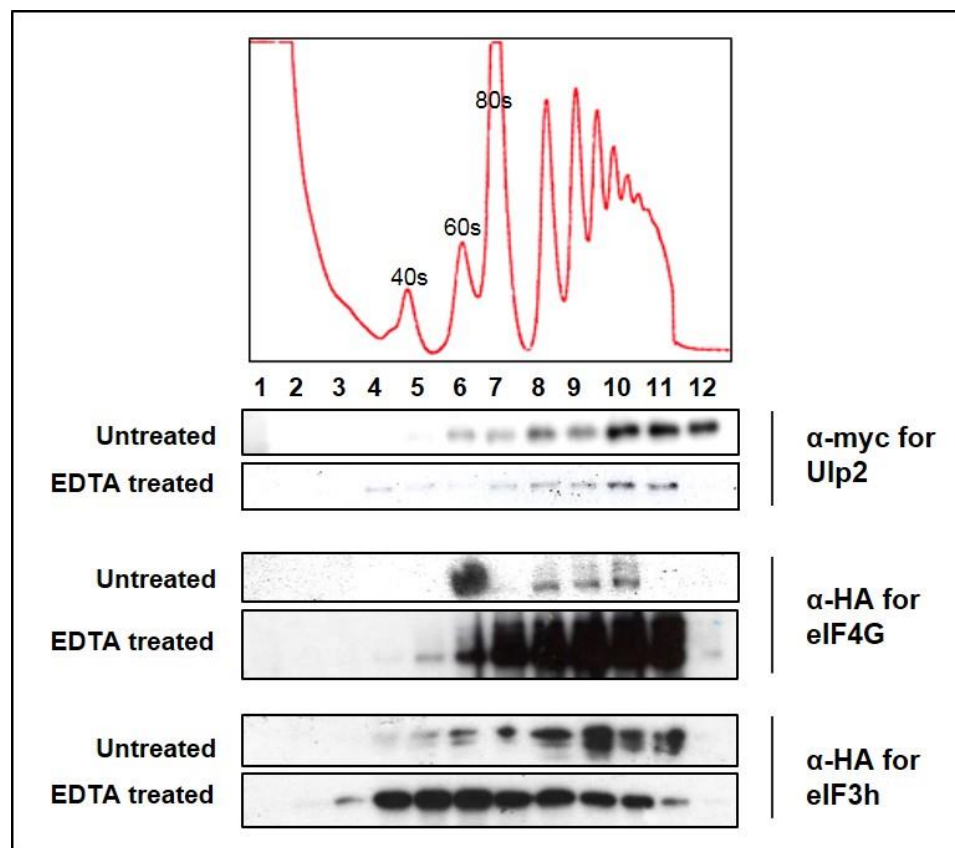 80s
60s
40s
1 2 3 4 5 6 7 8 9 10 11 12
Untreated
EDTA treated
α-myc for
Ulp2
Untreated
EDTA treated
α-HA for
eIF4G
Untreated
EDTA treated
α-HA for
eIF3h